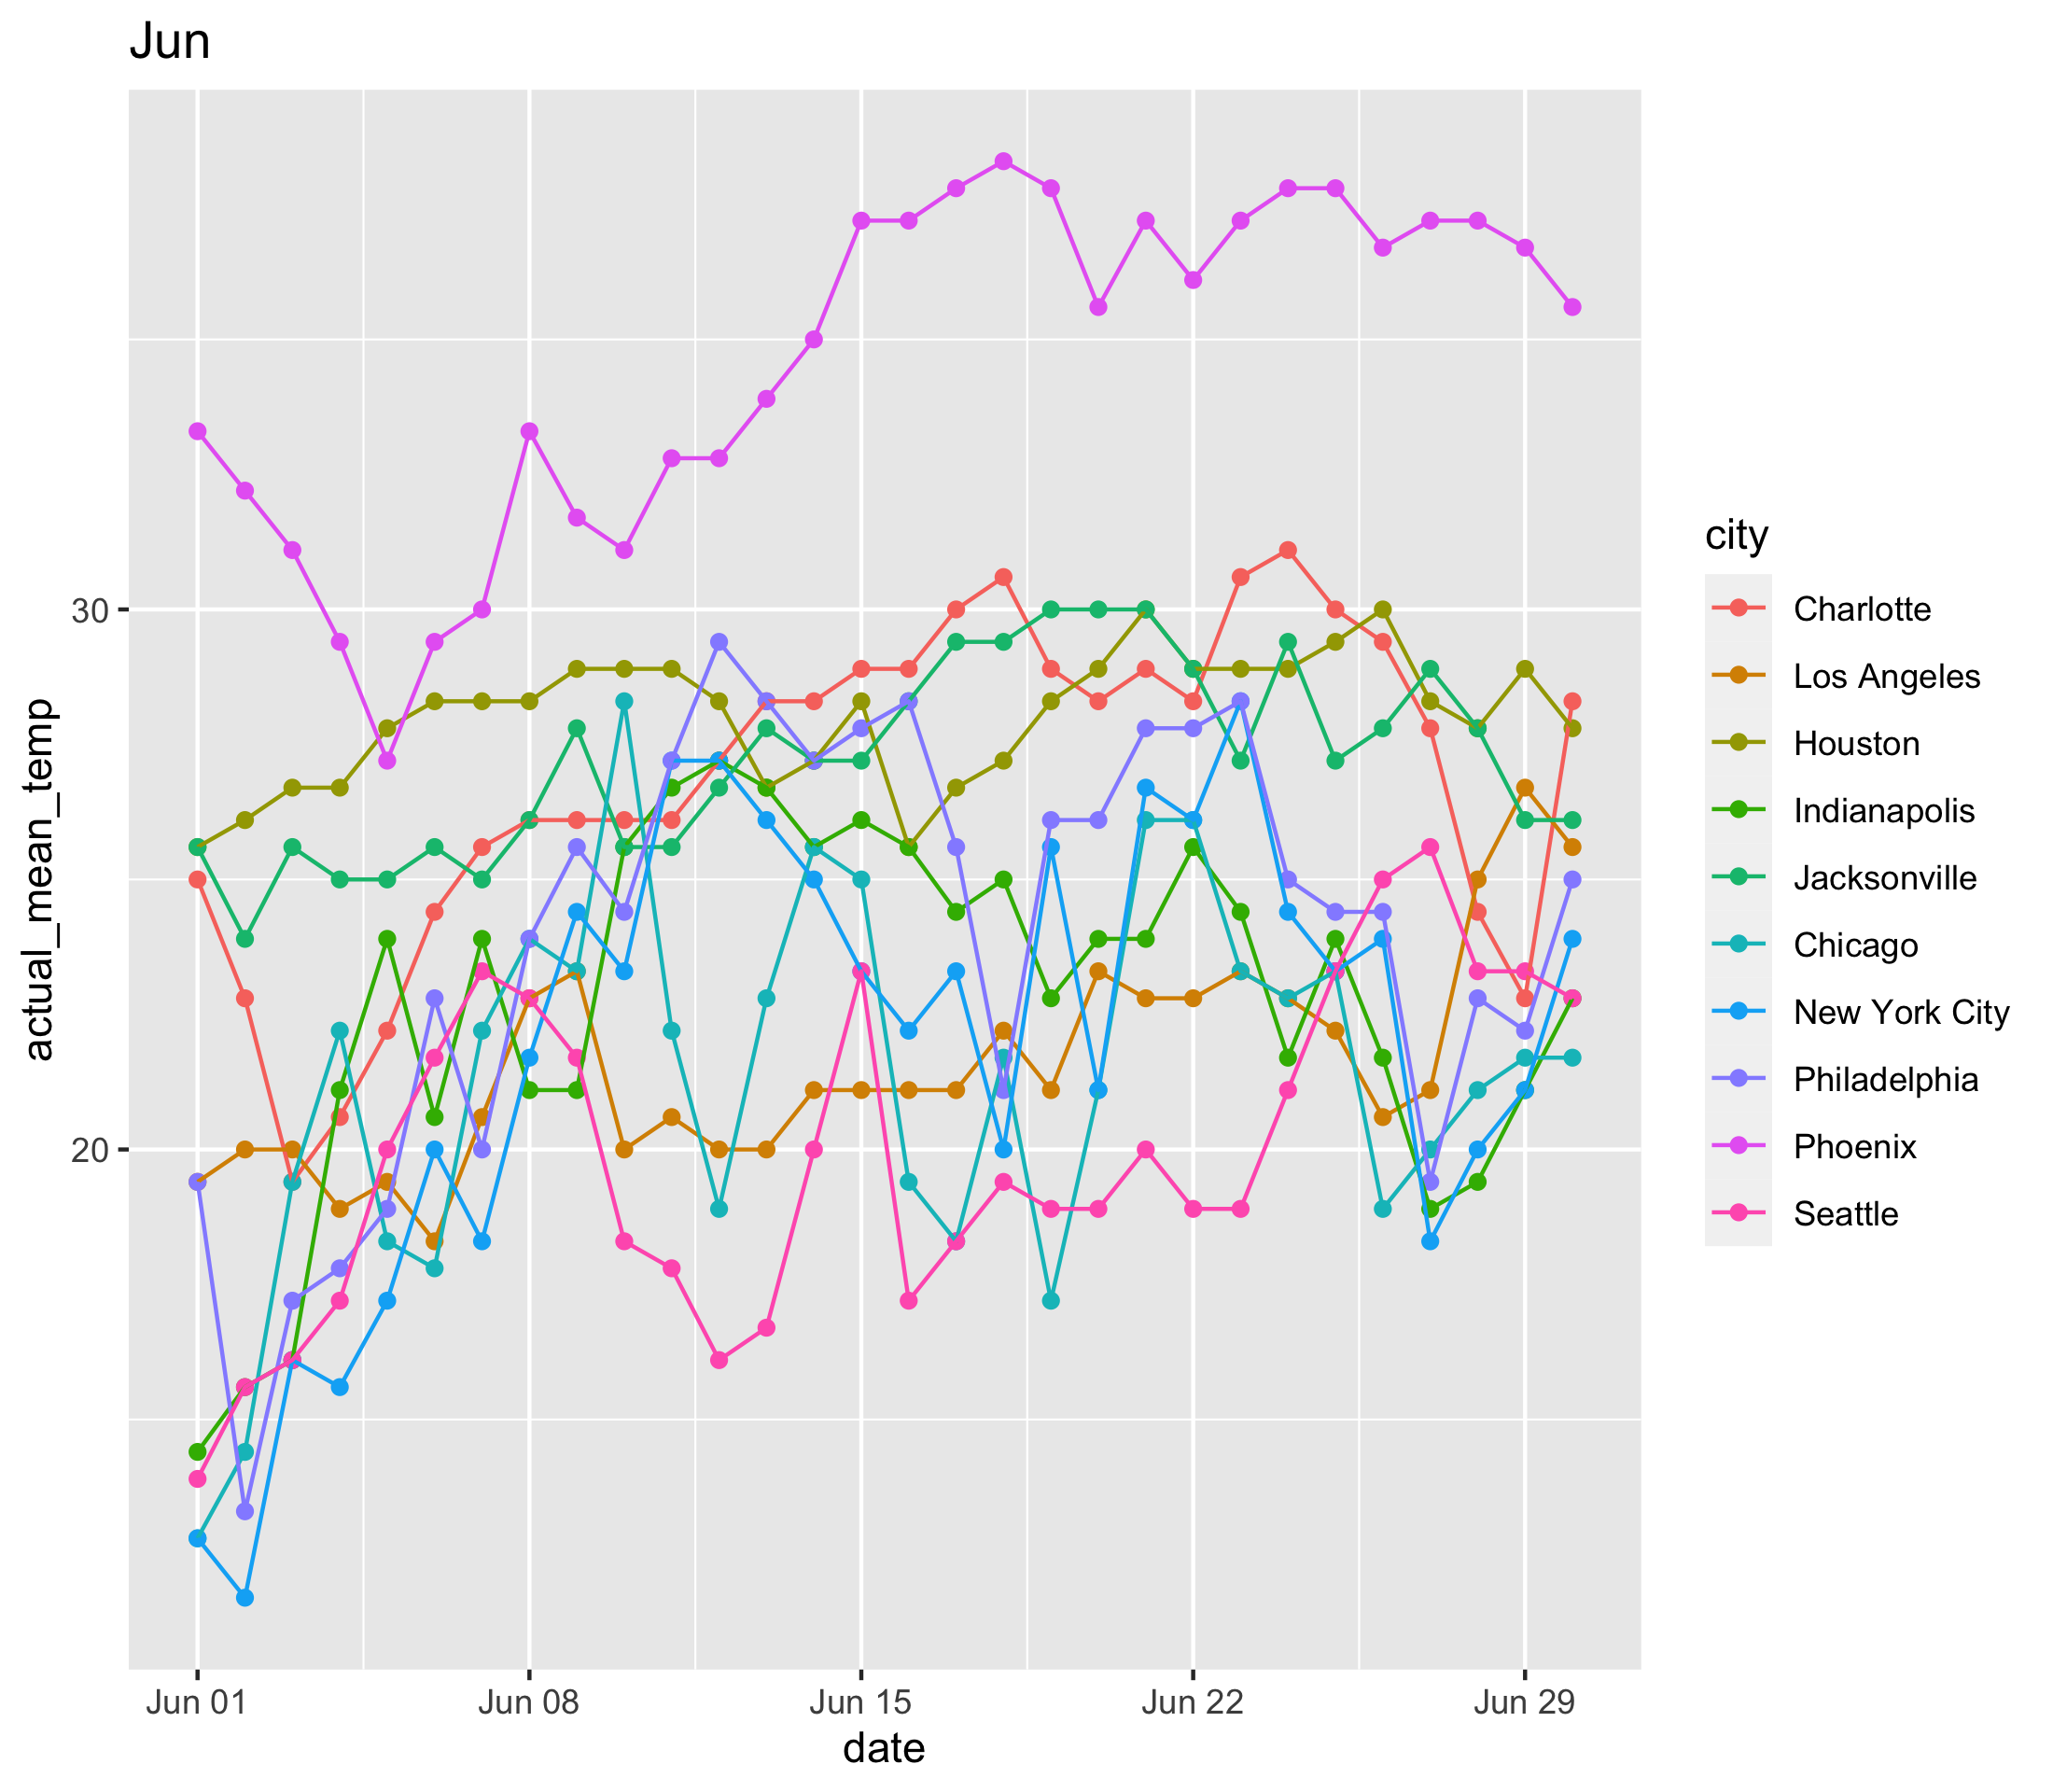 Jun
actual_mean_temp
30
20
Jun 01
Jun 08
Jun 15
Jun 22
Jun 29
date
city
Charlotte
Los Angeles
Houston
Indianapolis
Jacksonville
Chicago
New York City
Philadelphia
Phoenix
Seattle